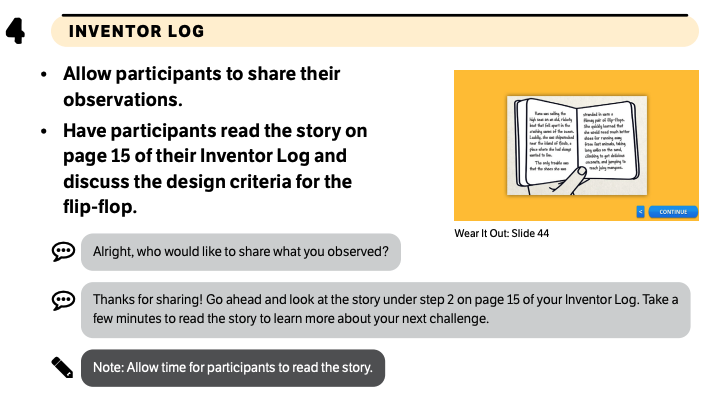 4
INVENTOR LOG
• Allow participants to share their
observations.
• Have participants read the story on
page 15 of their Inventor Log and
discuss the design criteria for the
flip-flop.
Fiona was sailing the
high seas on an old, rickety
boat that fell apart in the
crashing waves of the ocean.
Luckily, she was shipwrecked
near the Island of Foods, a
place where she had always
wanted to live.
The only trouble was
that the shoes she was
stranded in were a
flimsy pair of flip-flops.
She quickly learned that
she would need much better
shoes for running away
from fast animals, taking
long walks on the sand,
climbing to get delicious
coconuts, and jumping to
reach juicy mangoes.
< CONTINUE
Wear It Out: Slide 44
Alright, who would like to share what you observed?
Thanks for sharing! Go ahead and look at the story under step 2 on page 15 of your Inventor Log. Take a
few minutes to read the story to learn more about your next challenge.
Note: Allow time for participants to read the story.